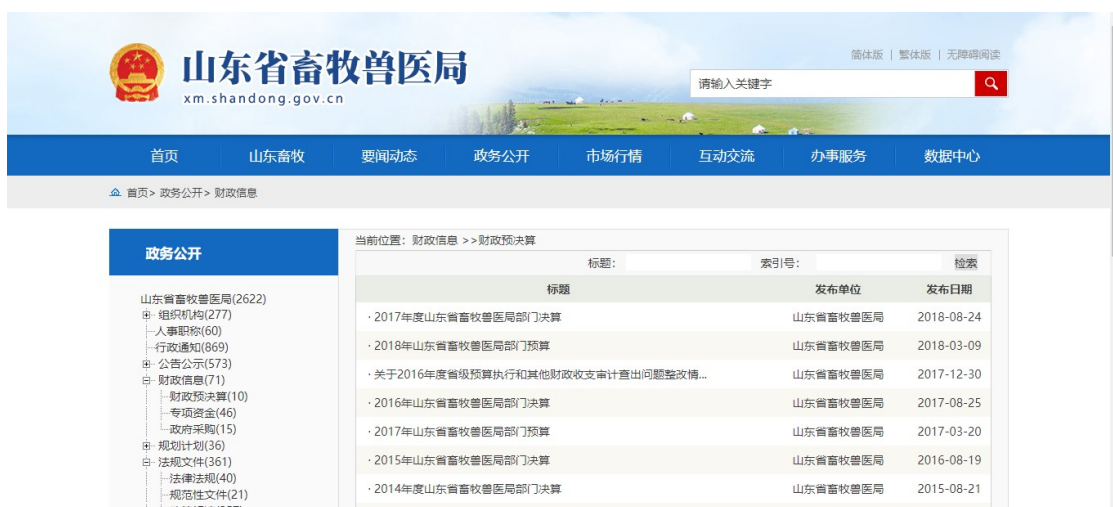 山东省畜牧兽医局
xm.shandong.gov.cn
简体版 | 繁体版 | 无障碍阅读
请输入关键字
首页 山东畜牧 要闻动态 政务公开 市场行情 互动交流 办事服务 数据中心
首页> 政务公开> 财政信息
政务公开
山东省畜牧兽医局(2622)
组织机构(277)
人事职称(60)
行政通知(869)
公告公示(573)
财政信息(71)
财政预决算(10)
专项资金(46)
政府采购(15)
规划计划(36)
法规文件(361)
法律法规(40)
规范性文件(21)
当前位置：财政信息 >>财政预决算
标题： 索引号： 检索
标题 发布单位 发布日期
· 2017年度山东省畜牧兽医局部门决算 山东省畜牧兽医局 2018-08-24
· 2018年山东省畜牧兽医局部门预算 山东省畜牧兽医局 2018-03-09
· 关于2016年度省级预算执行和其他财政收支审计查出问题整改情... 山东省畜牧兽医局 2017-12-30
· 2016年山东省畜牧兽医局部门决算 山东省畜牧兽医局 2017-08-25
· 2017年山东省畜牧兽医局部门预算 山东省畜牧兽医局 2017-03-20
· 2015年山东省畜牧兽医局部门决算 山东省畜牧兽医局 2016-08-19
· 2014年度山东省畜牧兽医局部门决算 山东省畜牧兽医局 2015-08-21